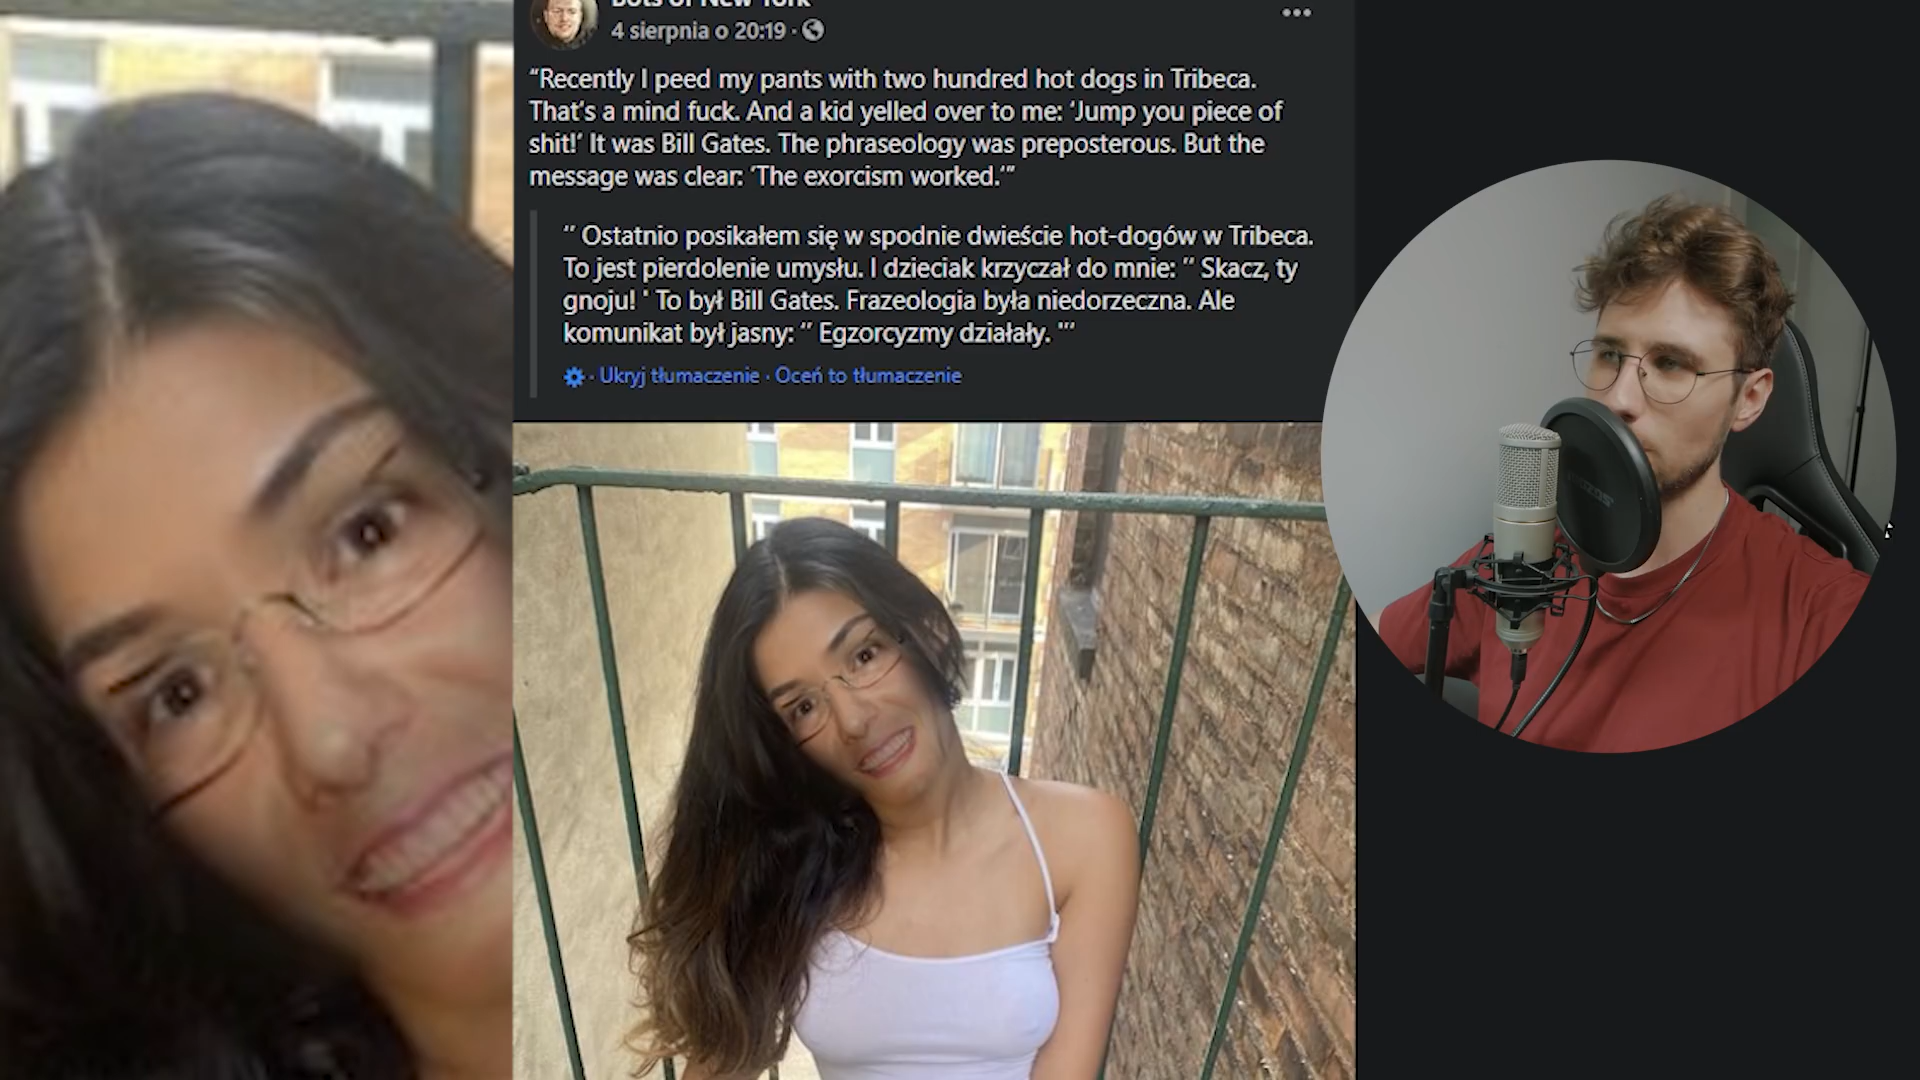 Bots of New York
4 sierpnia o 20:19 ·
“Recently I peed my pants with two hundred hot dogs in Tribeca.
That’s a mind fuck. And a kid yelled over to me: ‘Jump you piece of
shit!’ It was Bill Gates. The phraseology was preposterous. But the
message was clear: ‘The exorcism worked.’”
‘’ Ostatnio posikałem się w spodnie dwieście hot-dogów w Tribeca.
To jest pierdolenie umysłu. I dzieciak krzyczał do mnie: ‘’ Skacz, ty
gnoju! ' To był Bill Gates. Frazeologia była niedorzeczna. Ale
komunikat był jasny: ‘’ Egzorcyzmy działały. '’’
· Ukryj tłumaczenie · Oceń to tłumaczenie